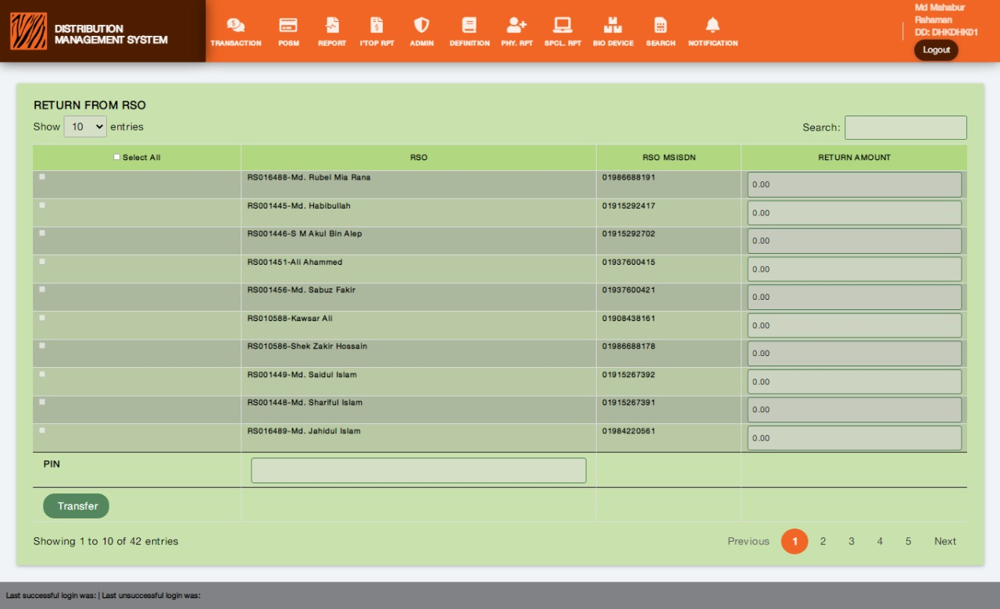 DISTRIBUTION
MANAGEMENT SYSTEM
TRANSACTION
POSM
REPORT
I'TOP RPT
ADMIN
DEFINITION
PHY. RPT
SPCL. RPT
BIO DEVICE
SEARCH
NOTIFICATION
Md Mahabur
Rahaman
DD: DHKDHK01
Logout
RETURN FROM RSO
Show 10 entries
Search:
Select All RSO RSO MSISDN RETURN AMOUNT
RS016488-Md. Rubel Mia Rana 01986688191 0.00
RS001445-Md. Habibullah 01915292417 0.00
RS001446-S M Akul Bin Alep 01915292702 0.00
RS001451-Ali Ahammed 01937600415 0.00
RS001456-Md. Sabuz Fakir 01937600421 0.00
RS010588-Kawsar Ali 01908438161 0.00
RS010586-Shek Zakir Hossain 01986688178 0.00
RS001449-Md. Saidul Islam 01915267392 0.00
RS001448-Md. Shariful Islam 01915267391 0.00
RS016489-Md. Jahidul Islam 01984220561 0.00
PIN
Transfer
Showing 1 to 10 of 42 entries
Previous 1 2 3 4 5 Next
Last successful login was: | Last unsuccessful login was: